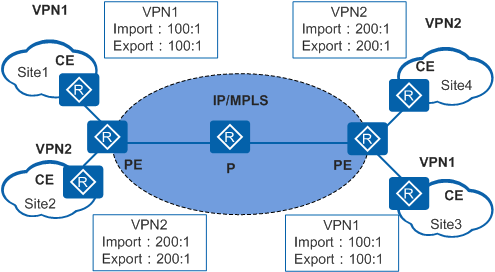 VPN1
VPN1
Import：100:1
Export：100:1
VPN2
Import：200:1
Export：200:1
VPN2
CE
Site1
R
CE
R
Site4
IP/MPLS
VPN2
R
R
R
VPN1
PE
P
PE
CE
R
Site2
R
CE
Site3
VPN2
Import：200:1
Export：200:1
VPN1
Import：100:1
Export：100:1